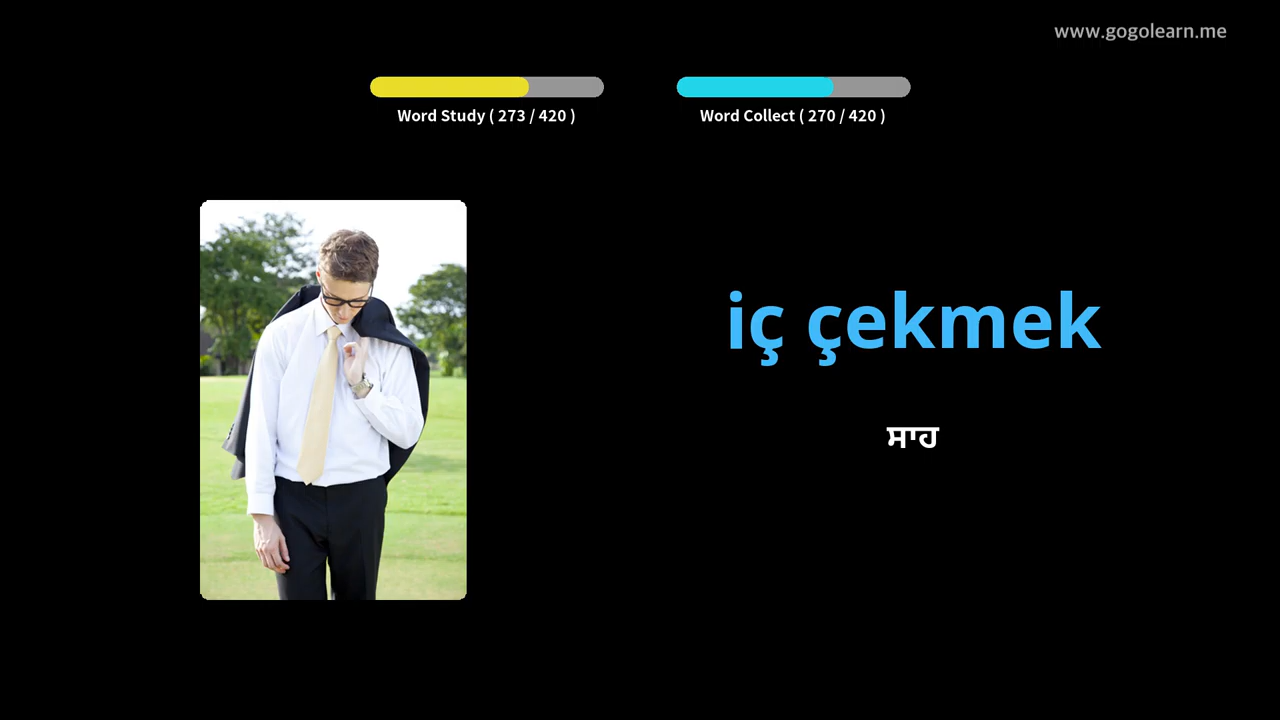 www.gogolearn.me
Word Study ( 273 / 420 )
Word Collect ( 270 / 420 )
iç çekmek
ਸਾਹ